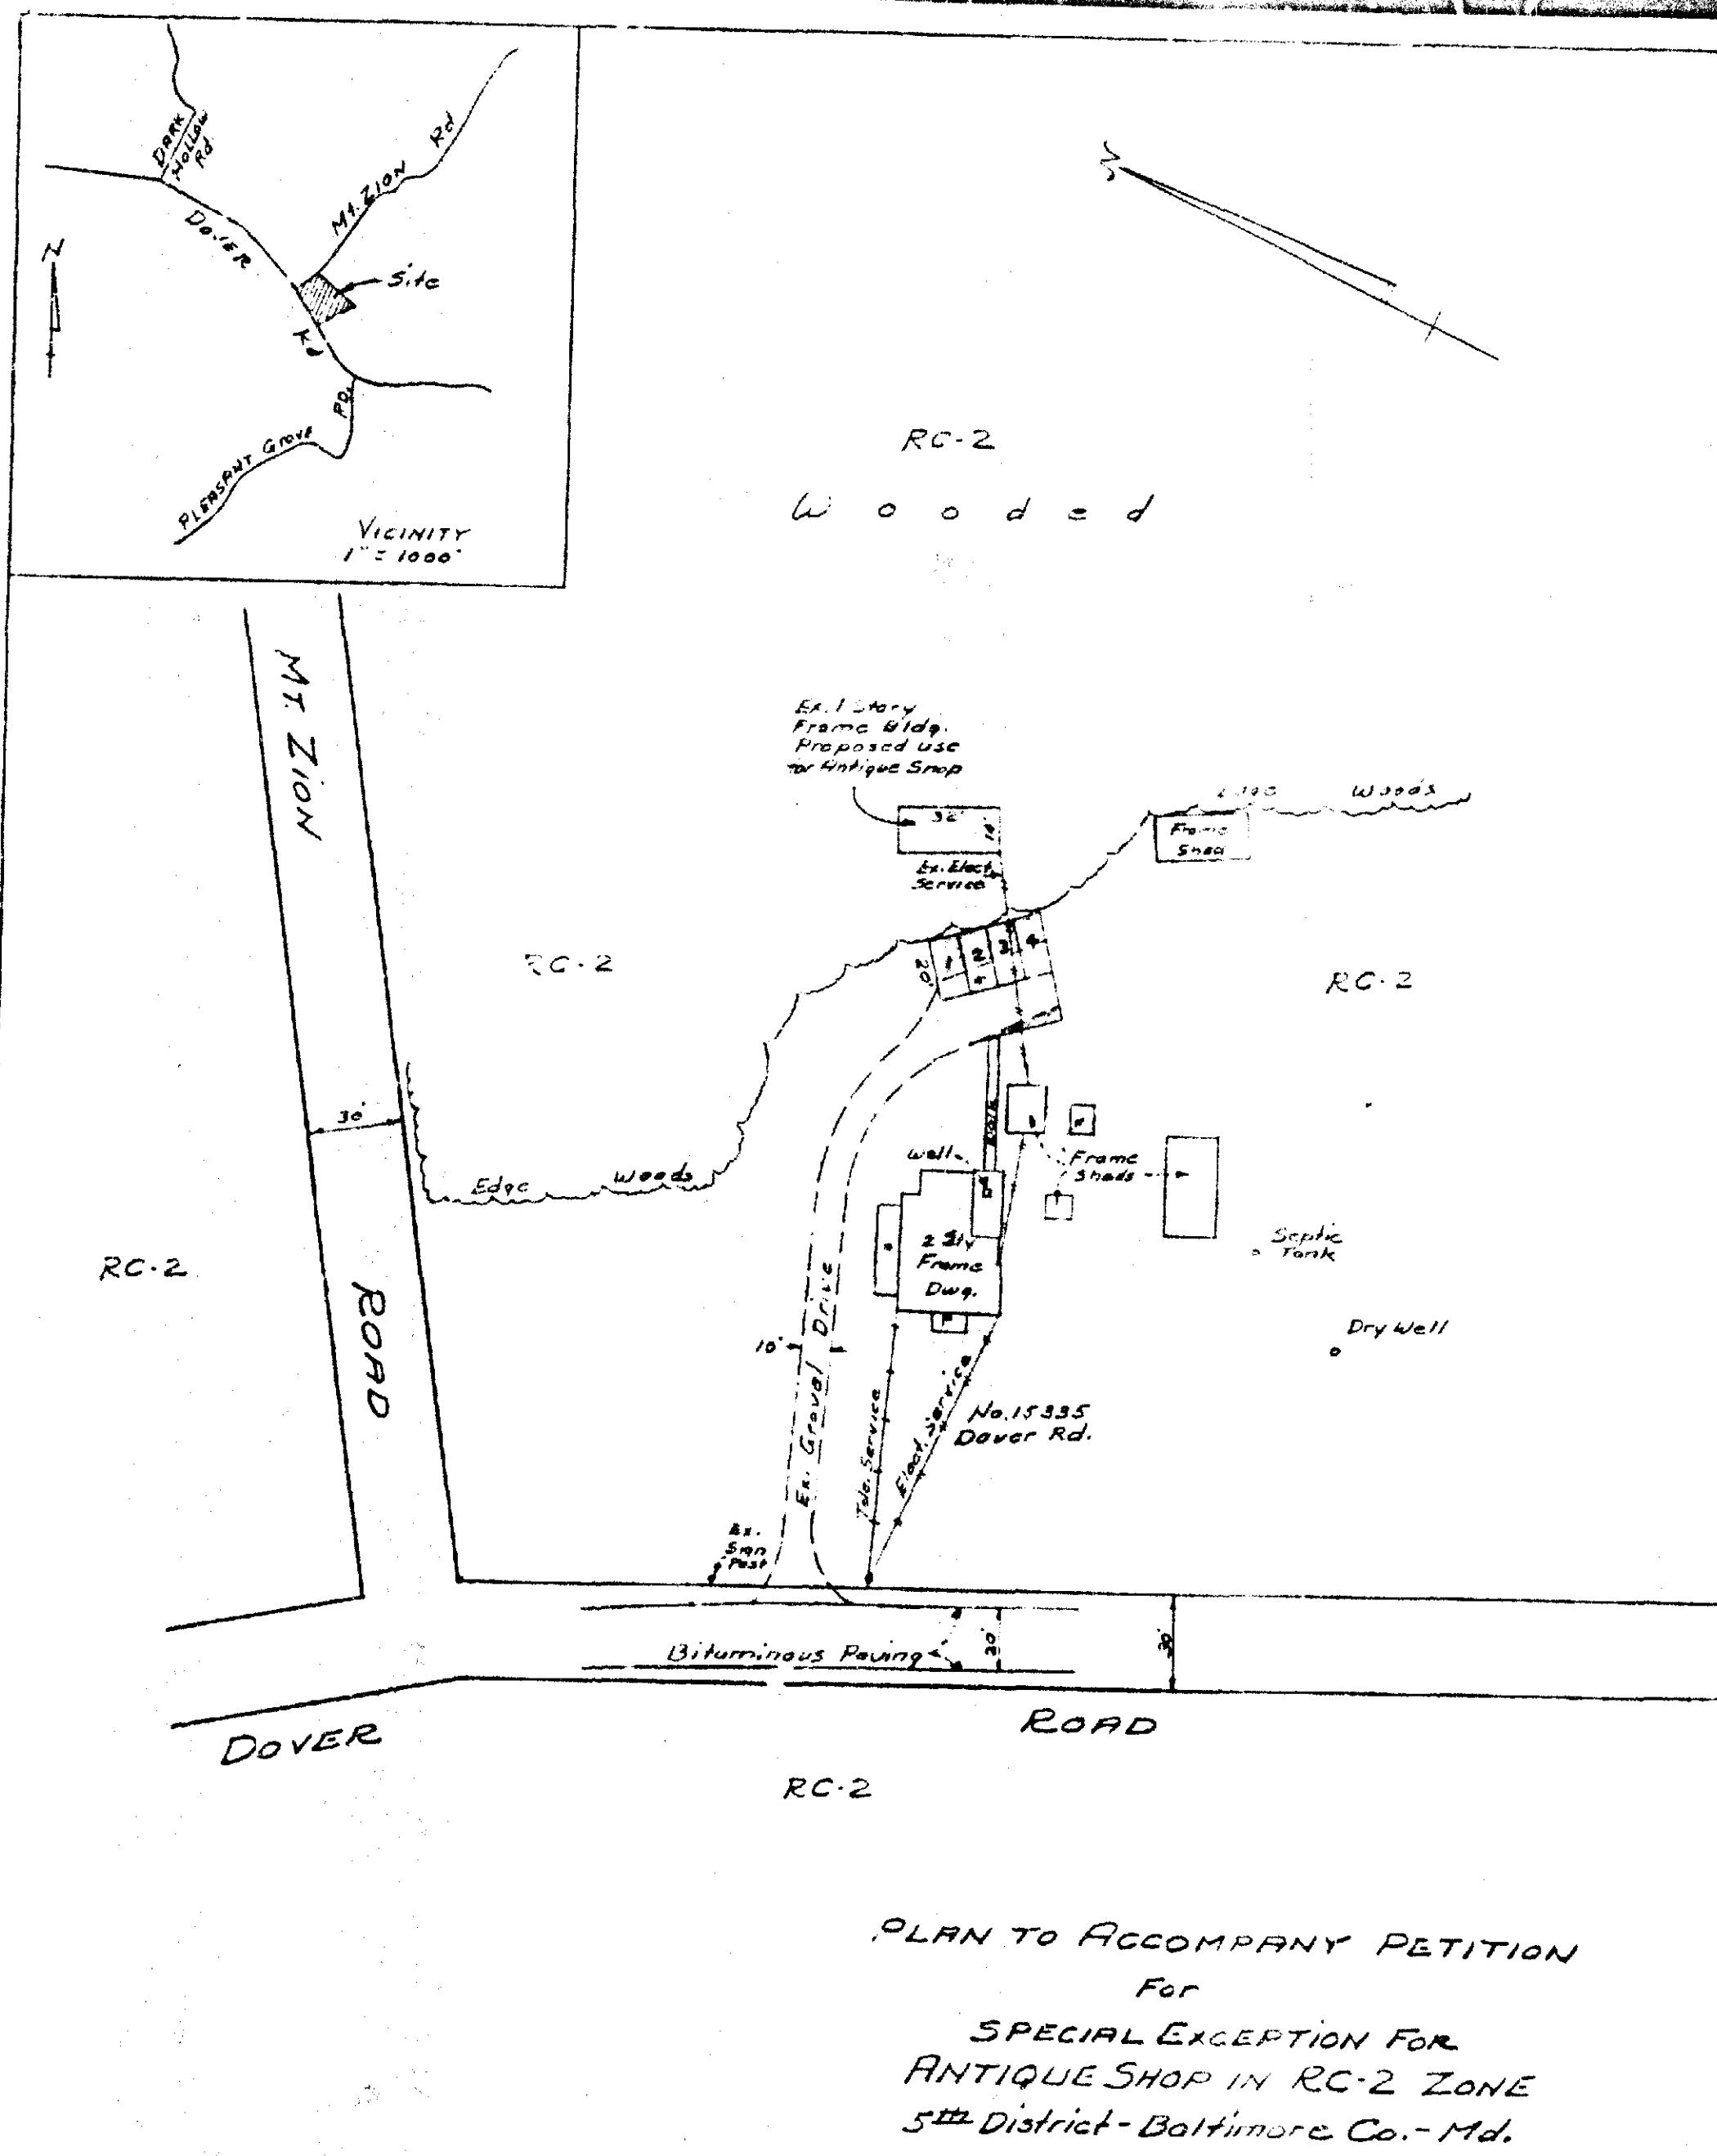 DARK
HOLLOW
Rd
Mt. ZION Rd
DOVER
Rd
N
Site
PLEASANT Grove RD.
VICINITY
1" = 1000'
N
RC-2
Wooded
MT. ZION
ROAD
Ex. 1 Story
Frame Bldg.
Proposed use
for Antique Shop
32'
Ex. Elect.
Service
Woods
Frame
Shed
RC-2
20'
1
2
3
4
RC-2
30'
Walk
Well
Frame
Sheds
Edge Woods
2 Sty
Frame
Dwg.
Septic
Tank
RC-2
Dry Well
10'
Ex. Gravel Drive
Tele. Service
Elect. Service
No. 15335
Dover Rd.
Ex.
Sign
Post
Bituminous Paving
20'
30'
DOVER
ROAD
RC-2
PLAN TO ACCOMPANY PETITION
For
SPECIAL EXCEPTION FOR
ANTIQUE SHOP IN RC-2 ZONE
5th District - Baltimore Co. - Md.